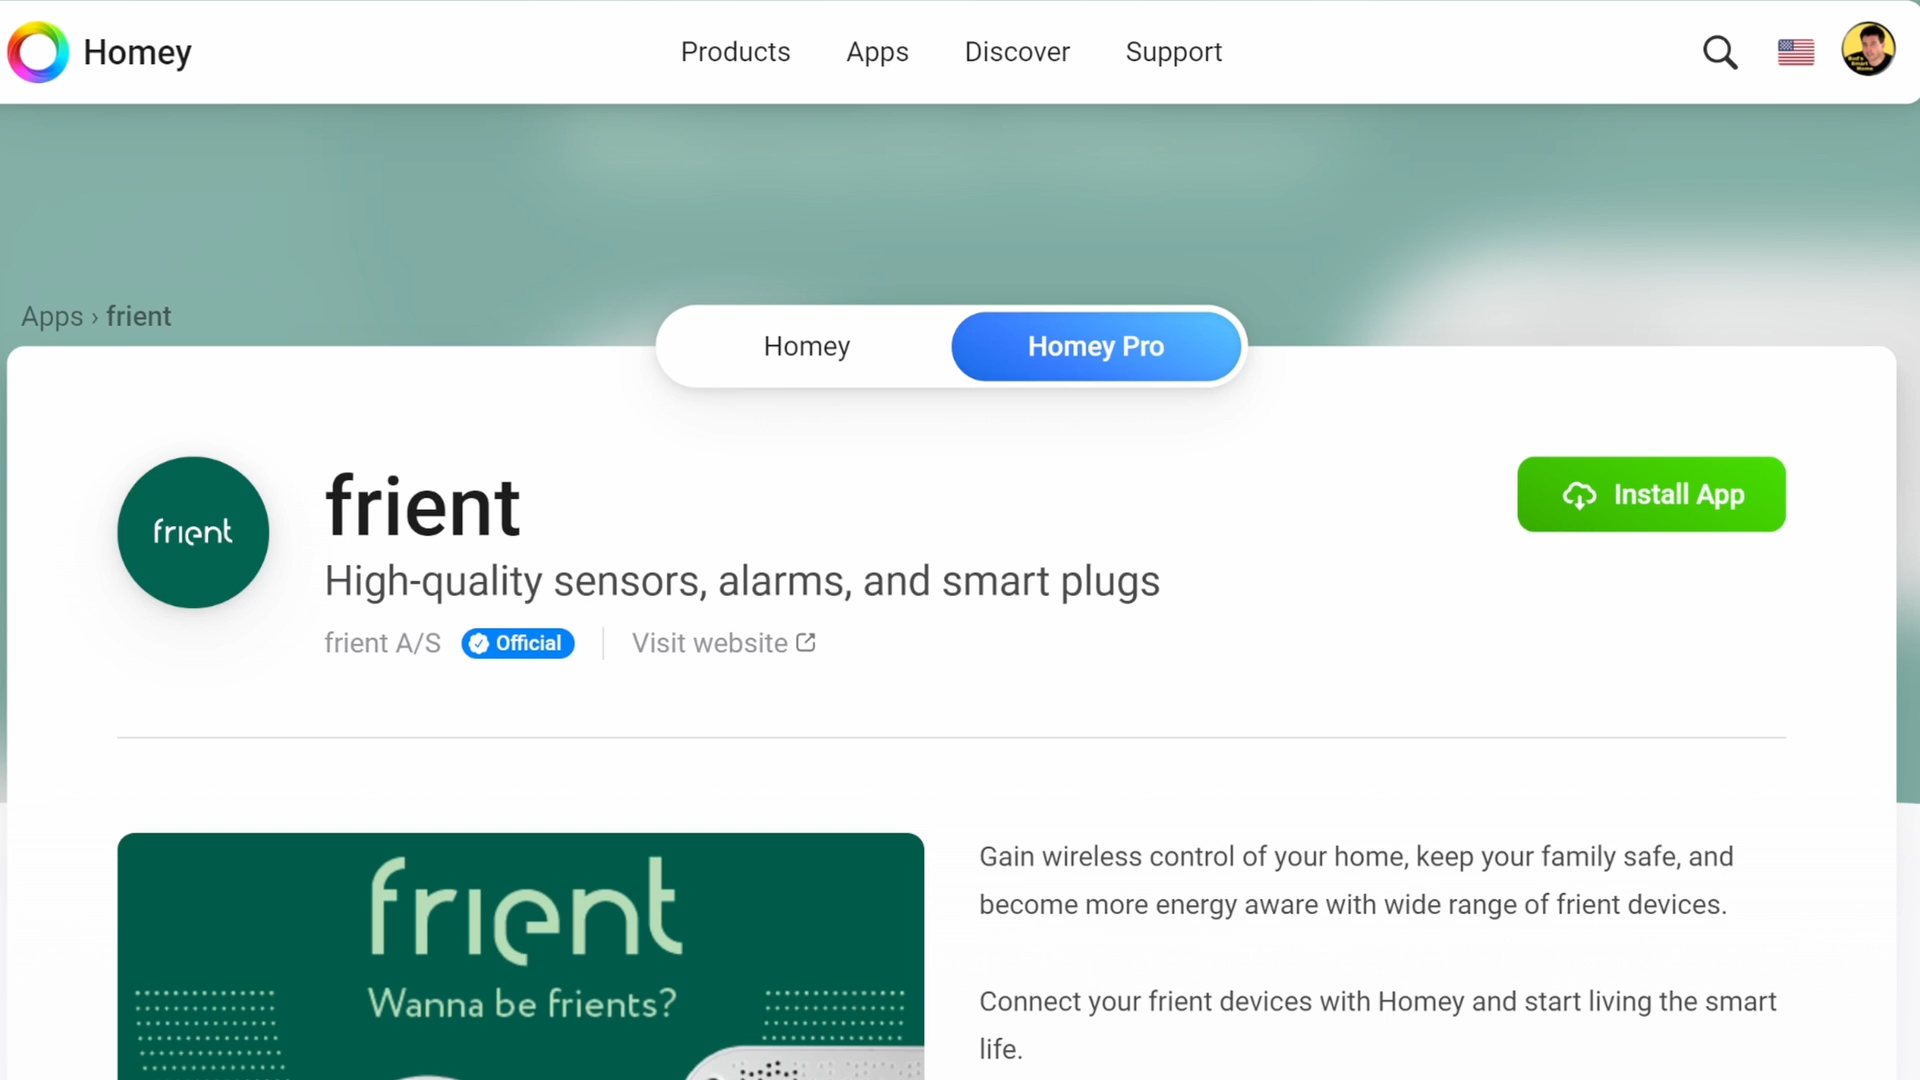 Homey
Products
Apps
Discover
Support
Apps › frient
Homey
Homey Pro
frient
frient
High-quality sensors, alarms, and smart plugs
frient A/S
Official
Visit website
Install App
frient
Wanna be frients?
Gain wireless control of your home, keep your family safe, and
become more energy aware with wide range of frient devices.
Connect your frient devices with Homey and start living the smart
life.